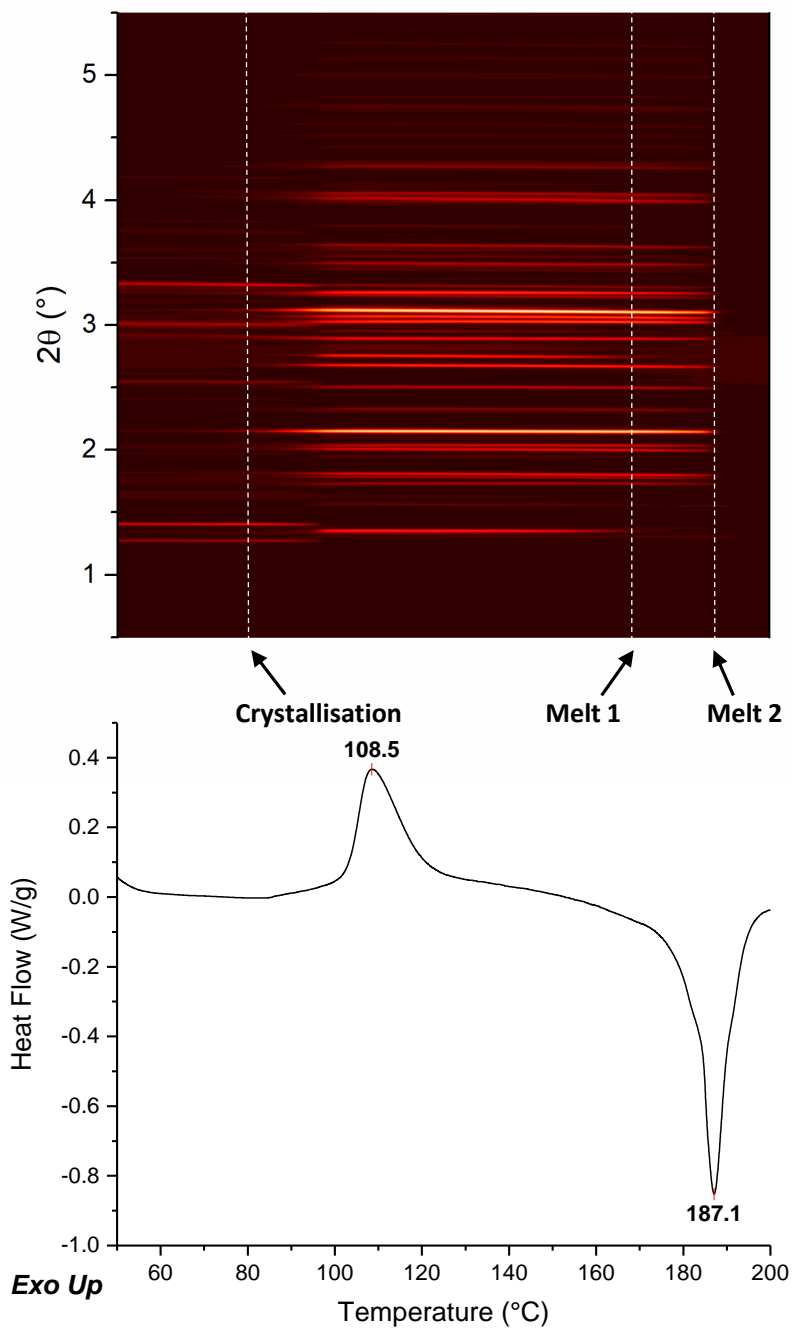 5
4
3
2
1
2θ (°)
Crystallisation
Melt 1
Melt 2
108.5
0.4
0.2
0.0
-0.2
-0.4
-0.6
-0.8
-1.0
Heat Flow (W/g)
187.1
Exo Up
60 80 100 120 140 160 180 200
Temperature (°C)